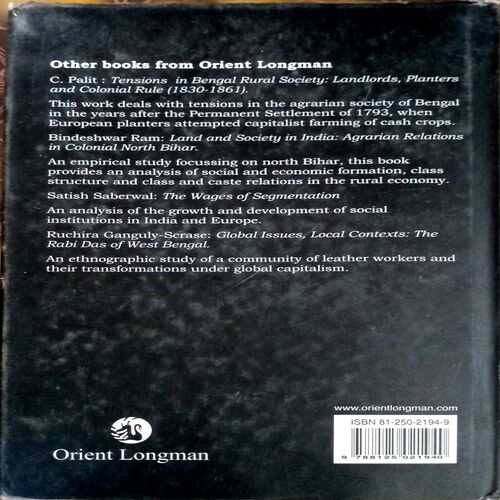 Other books from Orient Longman
C. Palit : Tensions in Bengal Rural Society: Landlords, Planters
and Colonial Rule (1830-1861).
This work deals with tensions in the agrarian society of Bengal
in the years after the Permanent Settlement of 1793, when
European planters attempted capitalist farming of cash crops.
Bindeshwar Ram: Land and Society in India: Agrarian Relations
in Colonial North Bihar.
An empirical study focussing on north Bihar, this book
provides an analysis of social and economic formation, class
structure and class and caste relations in the rural economy.
Satish Saberwal: The Wages of Segmentation
An analysis of the growth and development of social
institutions in India and Europe.
Ruchira Ganguly-Scrase: Global Issues, Local Contexts: The
Rabi Das of West Bengal.
An ethnographic study of a community of leather workers and
their transformations under global capitalism.
www.orientlongman.com
ISBN 81-250-2194-9
9 788125 021940
Orient Longman